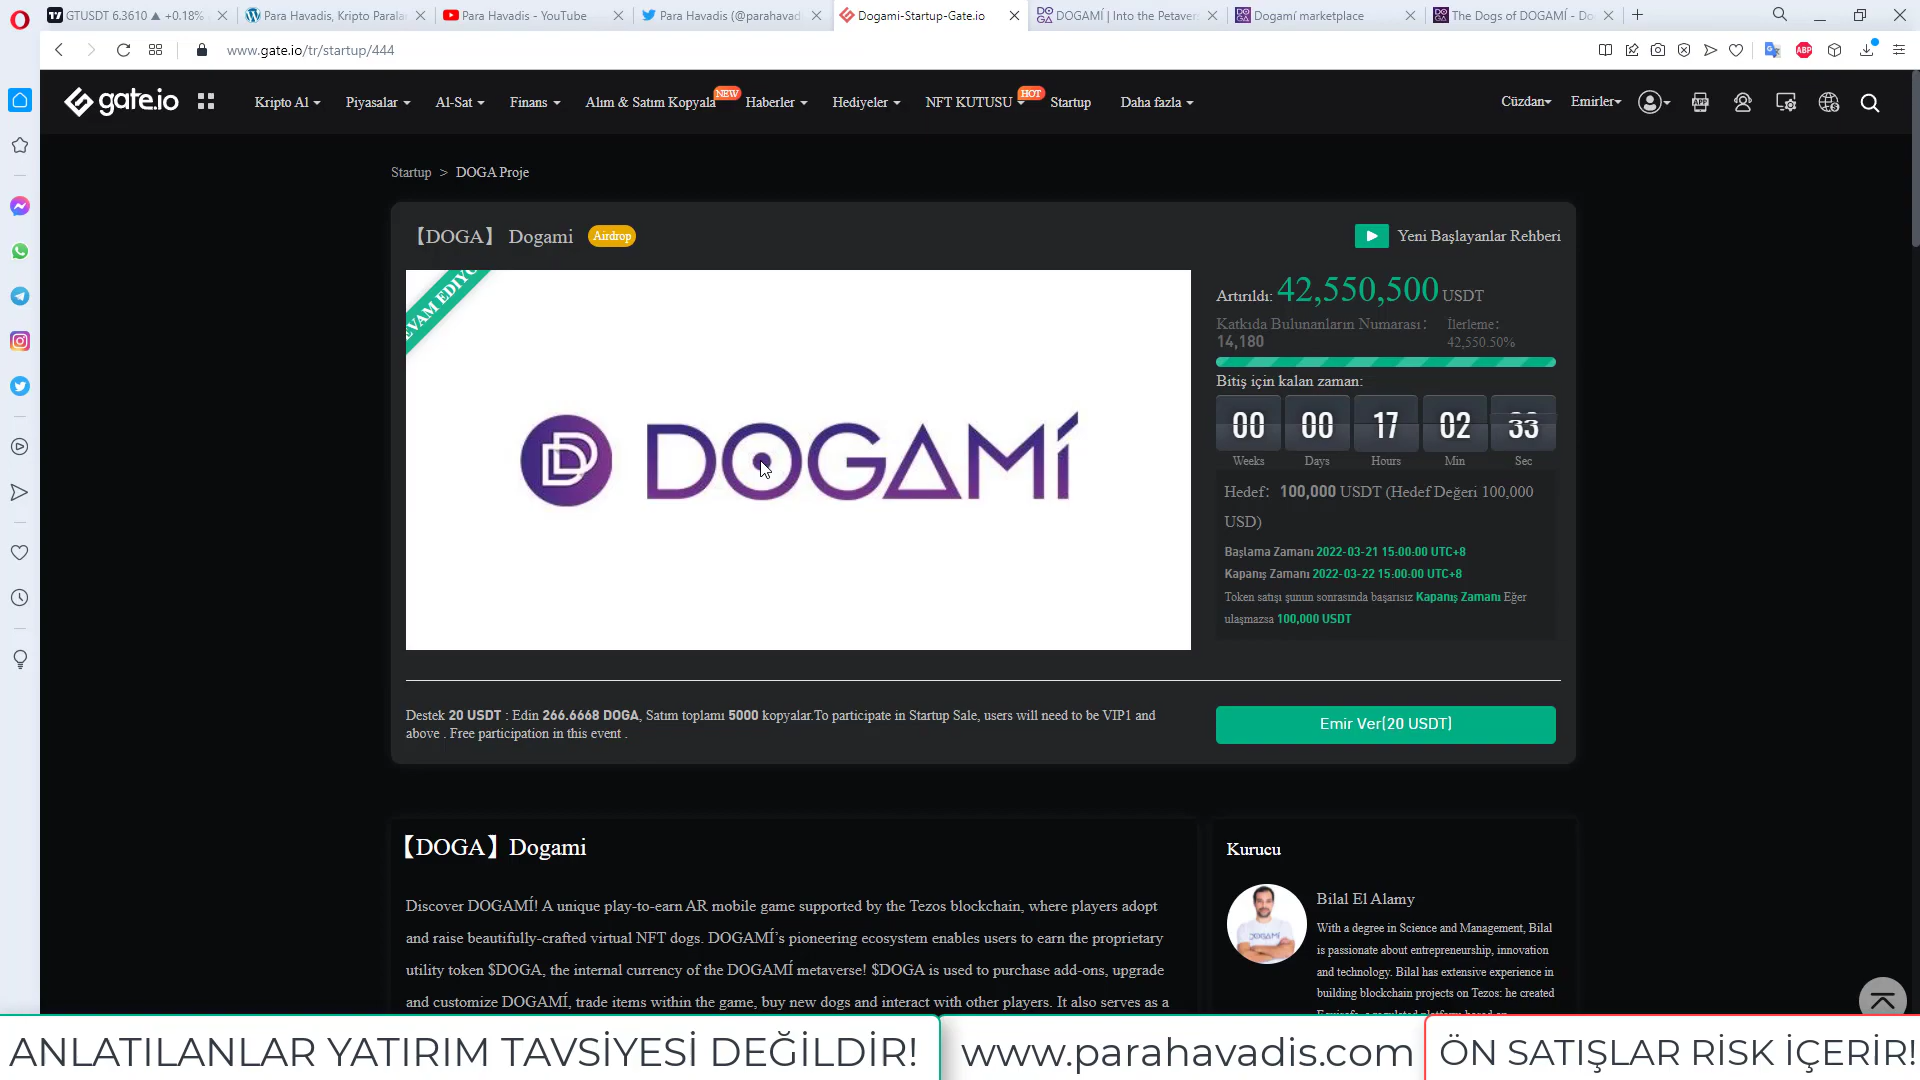 GTUSDT 6.3610 ▲ +0.18%
Para Havadis, Kripto Parala
Para Havadis - YouTube
Para Havadis (@parahavad
Dogami-Startup-Gate.io
DOGAMÍ | Into the Petaver
Dogamí marketplace
The Dogs of DOGAMÍ - Do
www.gate.io/tr/startup/444
ABP
gate.io
Kripto Al
Piyasalar
Al-Sat
Finans
Alım & Satım Kopyala
NEW
Haberler
Hediyeler
NFT KUTUSU
HOT
Startup
Daha fazla
Cüzdan
Emirler
APP
Startup > DOGA Proje
【DOGA】 Dogami
Airdrop
Yeni Başlayanlar Rehberi
DOGAMÍ
Artırıldı: 42,550,500 USDT
Katkıda Bulunanların Numarası：
14,180
İlerleme：
42,550.50%
Bitiş için kalan zaman:
00 00 17 02 33
Weeks Days Hours Min Sec
Hedef： 100,000 USDT (Hedef Değeri 100,000
USD)
Başlama Zamanı 2022-03-21 15:00:00 UTC+8
Kapanış Zamanı 2022-03-22 15:00:00 UTC+8
Token satışı şunun sonrasında başarısız Kapanış Zamanı Eğer
ulaşmazsa 100,000 USDT
Destek 20 USDT : Edin 266.6668 DOGA, Satım toplamı 5000 kopyalar.To participate in Startup Sale, users will need to be VIP1 and
above . Free participation in this event .
Emir Ver(20 USDT)
【DOGA】Dogami
Discover DOGAMÍ! A unique play-to-earn AR mobile game supported by the Tezos blockchain, where players adopt
and raise beautifully-crafted virtual NFT dogs. DOGAMÍ’s pioneering ecosystem enables users to earn the proprietary
utility token $DOGA, the internal currency of the DOGAMÍ metaverse! $DOGA is used to purchase add-ons, upgrade
and customize DOGAMÍ, trade items within the game, buy new dogs and interact with other players. It also serves as a
Kurucu
Bilal El Alamy
With a degree in Science and Management, Bilal
is passionate about entrepreneurship, innovation
and technology. Bilal has extensive experience in
building blockchain projects on Tezos: he created
ANLATILANLAR YATIRIM TAVSİYESİ DEĞİLDİR!
www.parahavadis.com
ÖN SATIŞLAR RİSK İÇERİR!